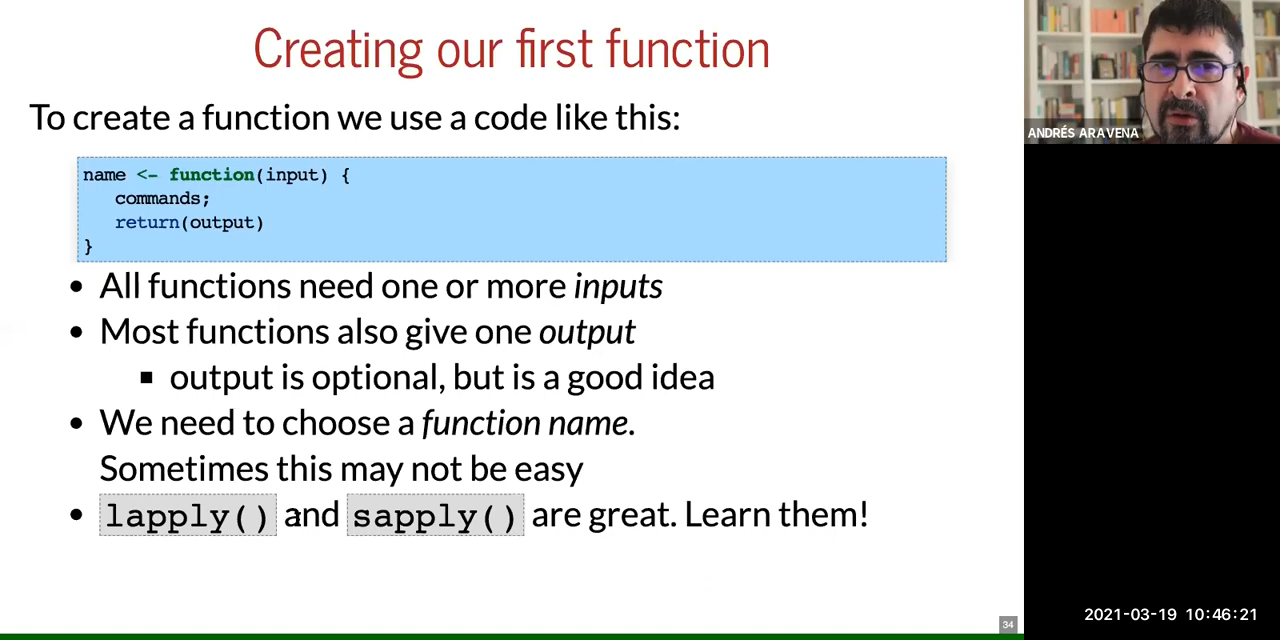 Creating our first function
To create a function we use a code like this:
name <- function(input) {
   commands;
   return(output)
}
• All functions need one or more inputs
• Most functions also give one output
▪ output is optional, but is a good idea
• We need to choose a function name.
Sometimes this may not be easy
• lapply() and sapply() are great. Learn them!
34
ANDRÉS ARAVENA
2021-03-19 10:46:21